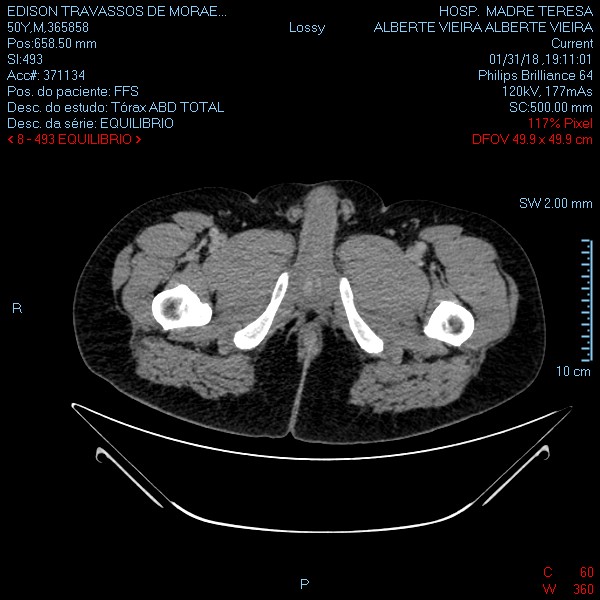 EDISON TRAVASSOS DE MORAE...
50Y,M,365858
Pos:658.50 mm
SI:493
Acc#: 371134
Pos. do paciente: FFS
Desc. do estudo: Tórax ABD TOTAL
Desc. da série: EQUILIBRIO
< 8 - 493 EQUILIBRIO >
Lossy
HOSP. MADRE TERESA
ALBERTE VIEIRA ALBERTE VIEIRA
Current
01/31/18 ,19:11:01
Philips Brilliance 64
120kV, 177mAs
SC:500.00 mm
117% Pixel
DFOV 49.9 x 49.9 cm
SW 2.00 mm
R
10 cm
P
C 60
W 360